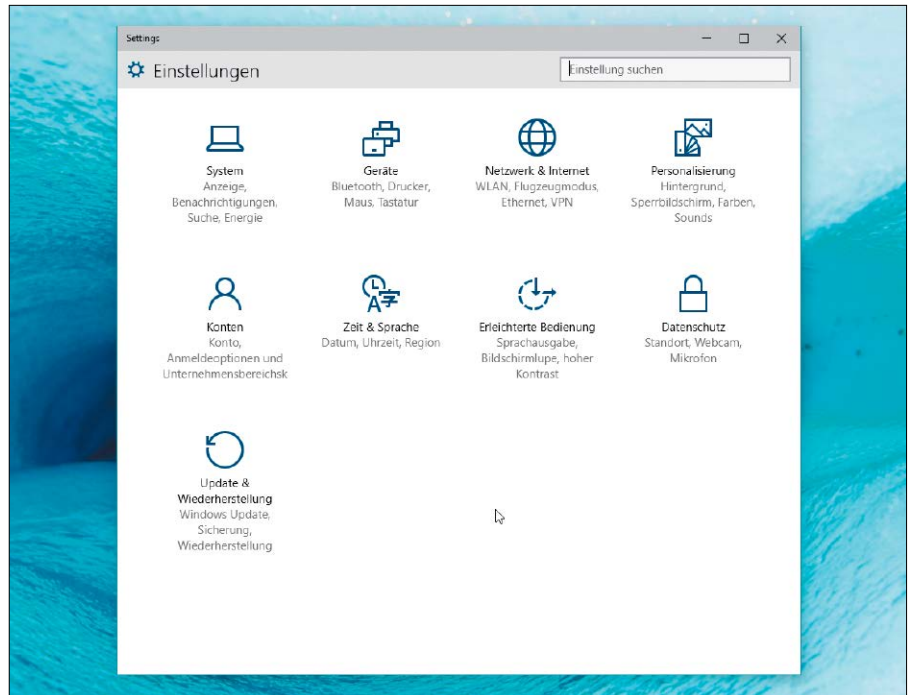 Settings
Einstellungen
Einstellung suchen
System
Anzeige,
Benachrichtigungen,
Suche, Energie
Geräte
Bluetooth, Drucker,
Maus, Tastatur
Netzwerk & Internet
WLAN, Flugzeugmodus,
Ethernet, VPN
Personalisierung
Hintergrund,
Sperrbildschirm, Farben,
Sounds
Konten
Konto,
Anmeldeoptionen und
Unternehmensbereichsk
Zeit & Sprache
Datum, Uhrzeit, Region
Erleichterte Bedienung
Sprachausgabe,
Bildschirmlupe, hoher
Kontrast
Datenschutz
Standort, Webcam,
Mikrofon
Update &
Wiederherstellung
Windows Update,
Sicherung,
Wiederherstellung